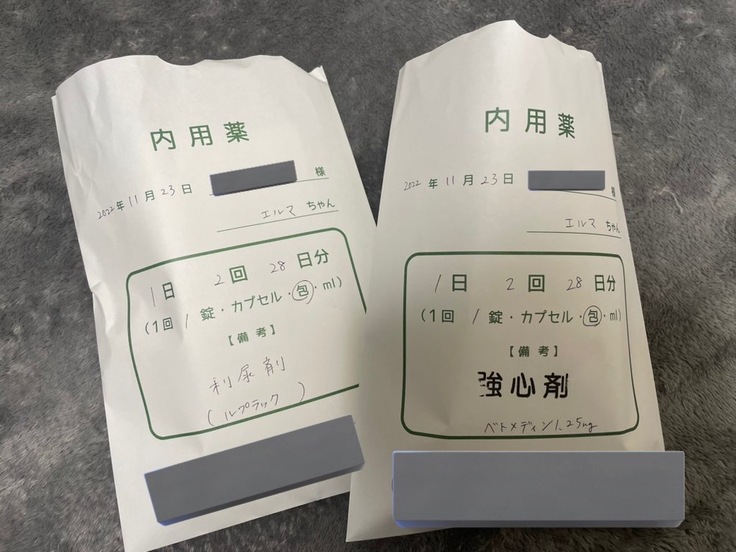 内用薬
2022年 11月 23日 様
エルマ ちゃん
1日 2回 28日分
(1回 1 錠・カプセル・包・ml)
【備考】
利尿剤
(ルプラック)
内用薬
2022年 11月 23日 様
エルマ ちゃん
1日 2回 28日分
(1回 1 錠・カプセル・包・ml)
【備考】
強心剤
ベトメディン1.25mg